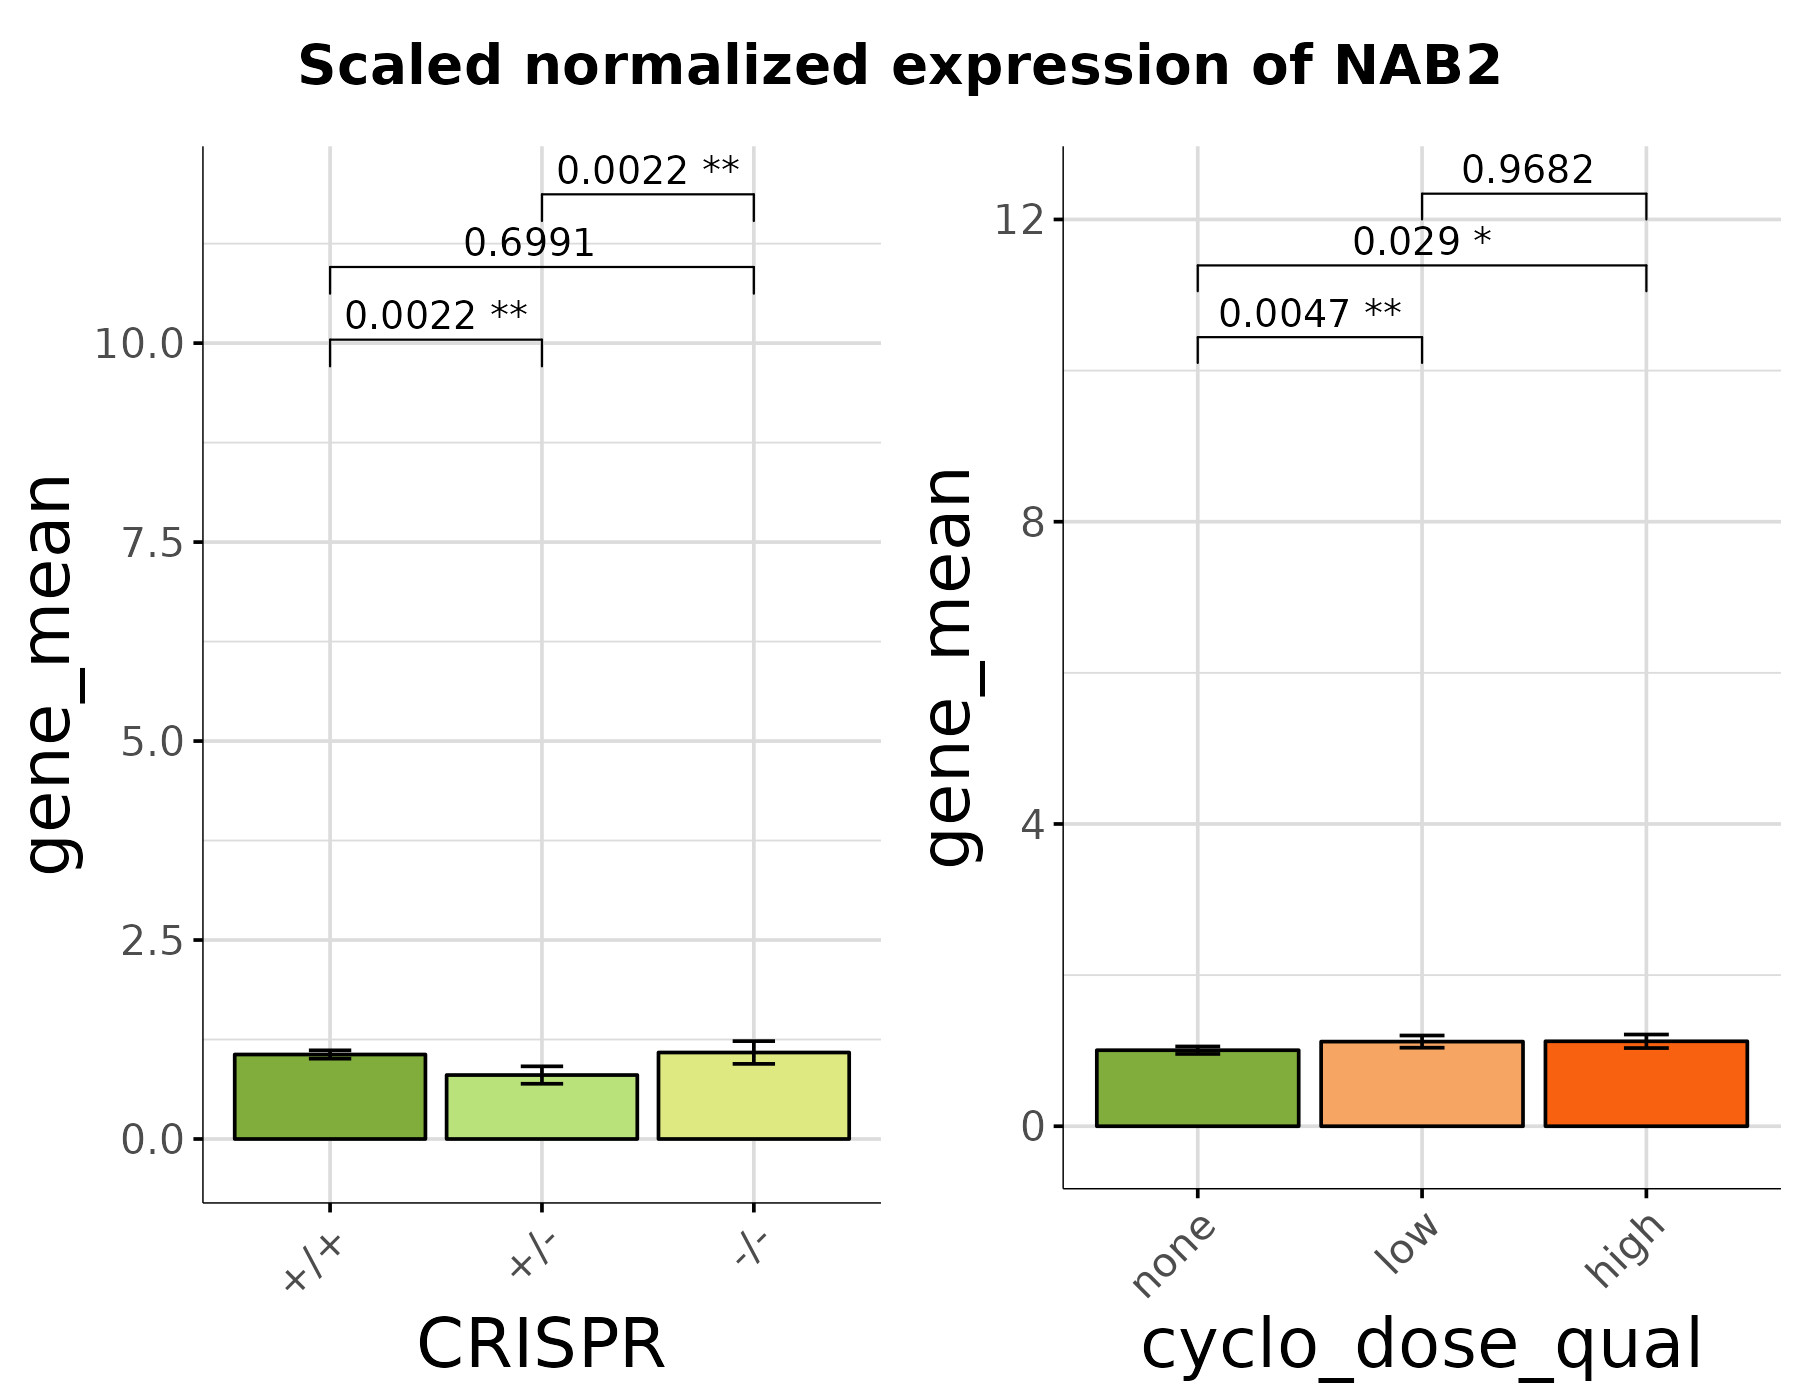 Scaled normalized expression of NAB2
gene_mean
10.0
7.5
5.0
2.5
0.0
0.0022 **
0.6991
0.0022 **
+/+
+/-
-/-
CRISPR
gene_mean
12
8
4
0
0.9682
0.029 *
0.0047 **
none
low
high
cyclo_dose_qual